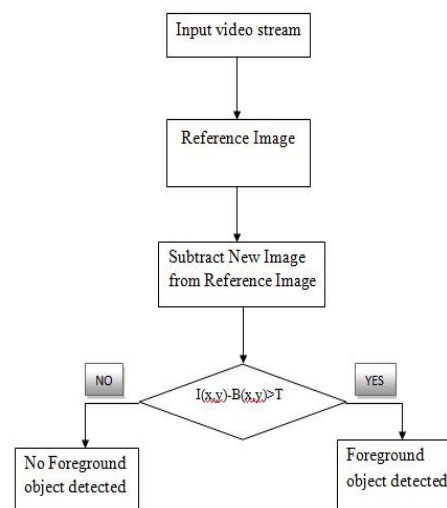 Input video stream
Reference Image
Subtract New Image
from Reference Image
NO
YES
I(x,y)-B(x,y)>T
No Foreground
object detected
Foreground
object detected